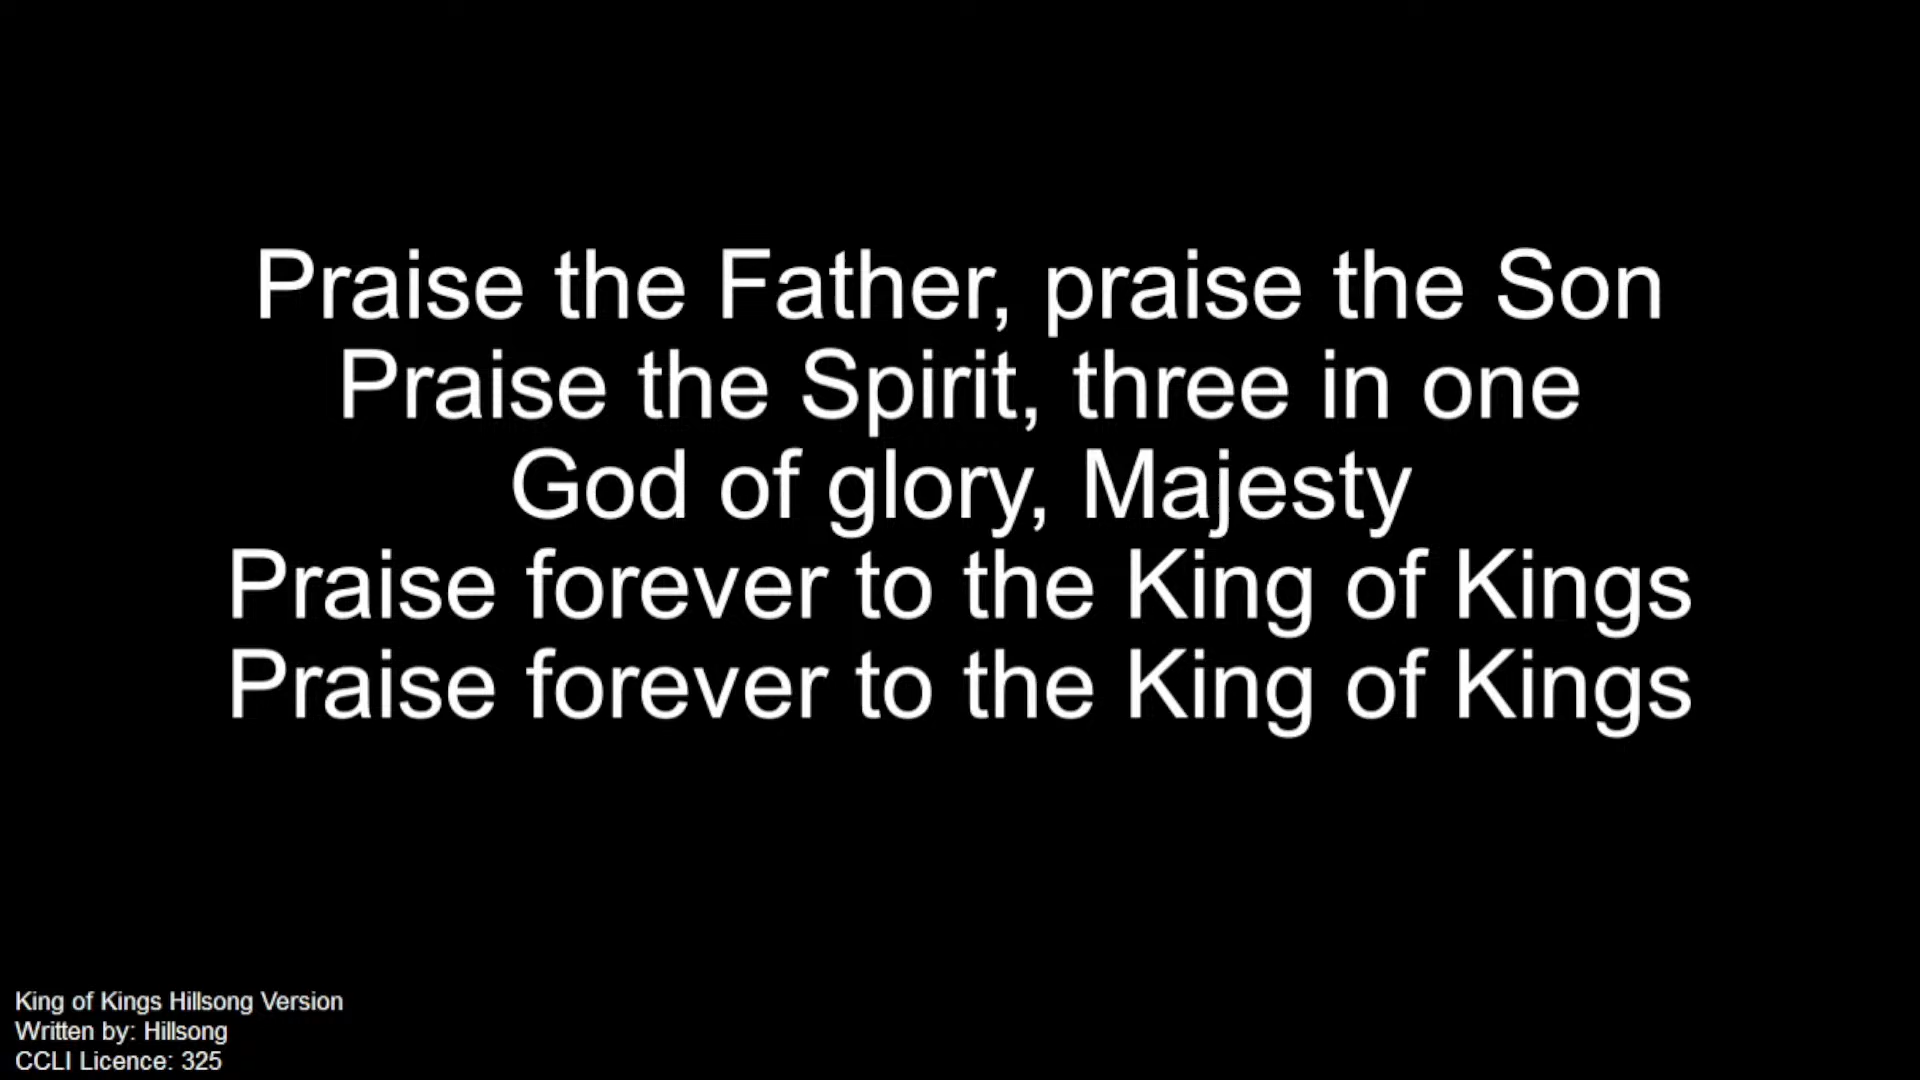 Praise the Father, praise the Son
Praise the Spirit, three in one
God of glory, Majesty
Praise forever to the King of Kings
Praise forever to the King of Kings
King of Kings Hillsong Version
Written by: Hillsong
CCLI Licence: 325